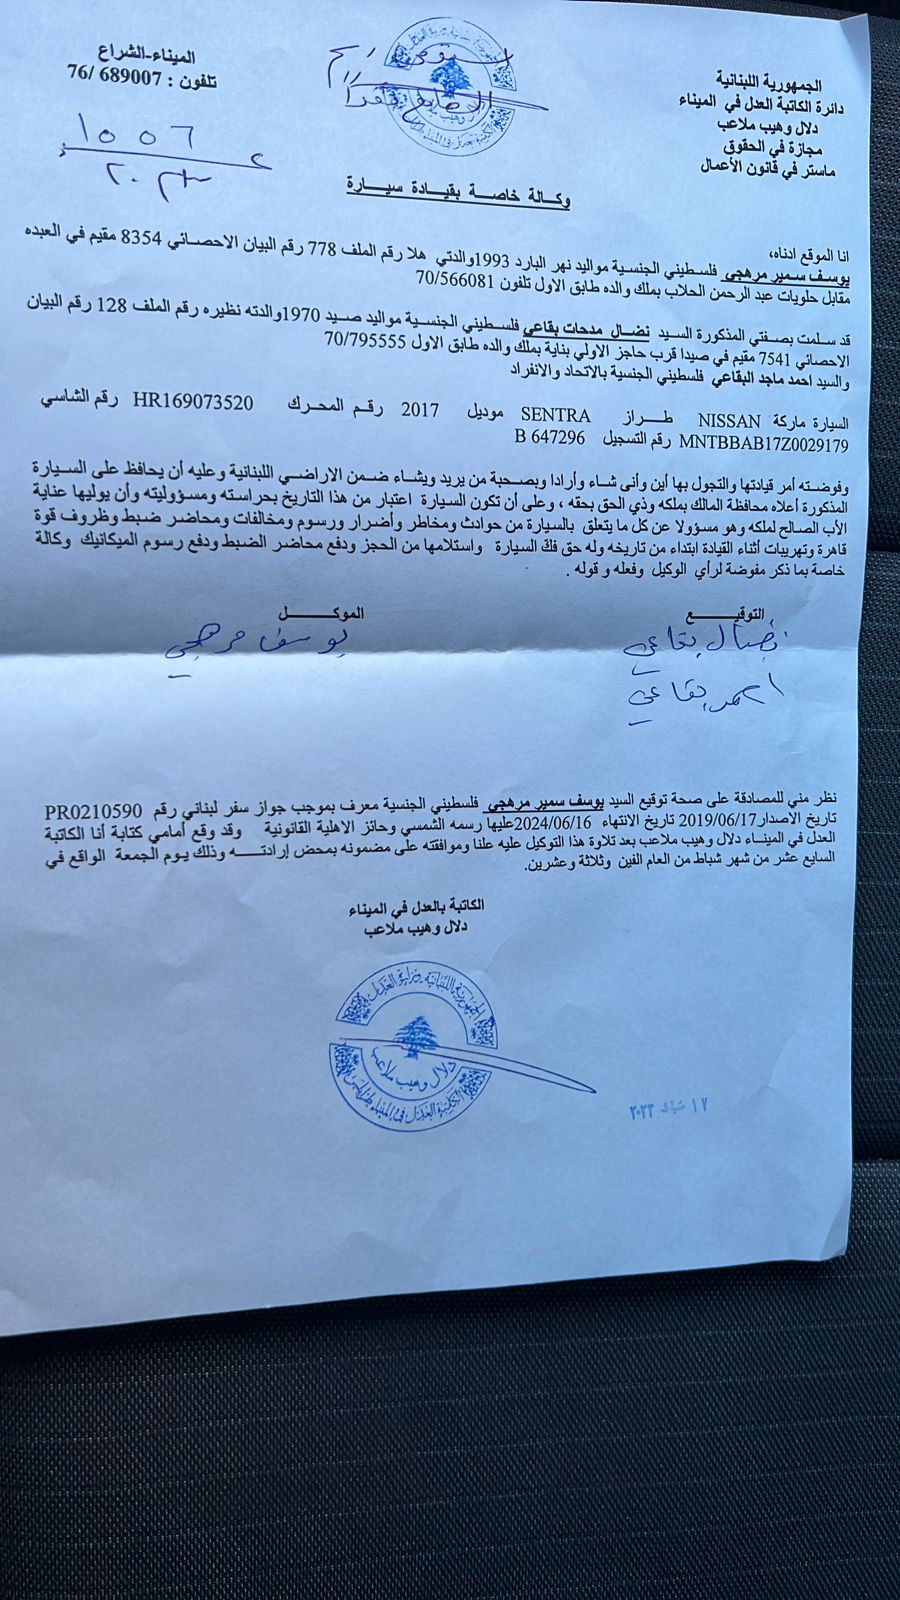 الجمهورية اللبنانية
دائرة الكاتبة العدل في الميناء
دلال وهيب ملاعب
مجازة في الحقوق
ماستر في قانون الأعمال
الميناء-الشراع
تلفون : 689007 /76
١٥٥٦
٢٠٢٣
وكالة خاصة بقيادة سيارة
انا الموقع ادناه،
يوسف سمير مرهجي فلسطيني الجنسية مواليد نهر البارد 1993والدتي هلا رقم الملف 778 رقم البيان الاحصائي 8354 مقيم في العبده
مقابل حلويات عبد الرحمن الحلاب بملك والده طابق الاول تلفون 70/566081
قد سلمت بصفتي المذكورة السيد نضال مدحات بقاعي فلسطيني الجنسية مواليد صيد 1970والدته نظيره رقم الملف 128 رقم البيان
الاحصائي 7541 مقيم في صيدا قرب حاجز الاولي بناية بملك والده طابق الاول 70/795555
والسيد احمد ماجد البقاعي فلسطيني الجنسية بالاتحاد والانفراد
السيارة ماركة NISSAN طراز SENTRA موديل 2017 رقم المحرك HR169073520 رقم الشاسي
MNTBBAB17Z0029179 رقم التسجيل 647296 B
وفوضته أمر قيادتها والتجول بها أين وأنى شاء وأرادا وبصحبة من يريد ويشاء ضمن الاراضي اللبنانية وعليه أن يحافظ على السيارة
المذكورة أعلاه محافظة المالك بملكه وذي الحق بحقه ، وعلى أن تكون السيارة اعتبار من هذا التاريخ بحراسته ومسؤوليته وأن يوليها عناية
الأب الصالح لملكه وهو مسؤولا عن كل ما يتعلق بالسيارة من حوادث ومخاطر وأضرار ورسوم ومخالفات ومحاضر ضبط وظروف قوة
قاهرة وتهريبات أثناء القيادة ابتداء من تاريخه وله حق فك السيارة واستلامها من الحجز ودفع محاضر الضبط ودفع رسوم الميكانيك وكالة
خاصة بما ذكر مفوضة لرأي الوكيل وفعله و قوله .
التوقيع
الموكل
نضال بقاعي
يوسف مرهجي
احمد بقاعي
نظر مني للمصادقة على صحة توقيع السيد يوسف سمير مرهجي فلسطيني الجنسية معرف بموجب جواز سفر لبناني رقم PR0210590
تاريخ الاصدار 2019/06/17 تاريخ الانتهاء 2024/06/16عليها رسمه الشمسي وحائز الاهلية القانونية وقد وقع أمامي كتابة أنا الكاتبة
العدل في الميناء دلال وهيب ملاعب بعد تلاوة هذا التوكيل عليه علنا وموافقته على مضمونه بمحض إرادته وذلك يوم الجمعة الواقع في
السايع عشر من شهر شباط من العام الفين وثلاثة وعشرين.
الكاتبة بالعدل في الميناء
دلال وهيب ملاعب
الجمهورية اللبنانية وزارة العدل
دلال وهيب ملاعب
١٧ شباط ٢٠٢٣